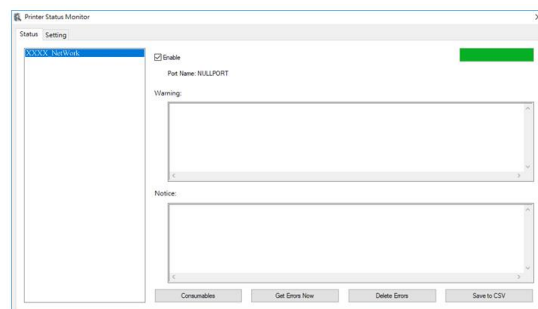 Printer Status Monitor
Status Setting
XXXX_NetWork
Enable
Port Name: NULLPORT
Warning:
Notice:
Consumables Get Errors Now Delete Errors Save to CSV